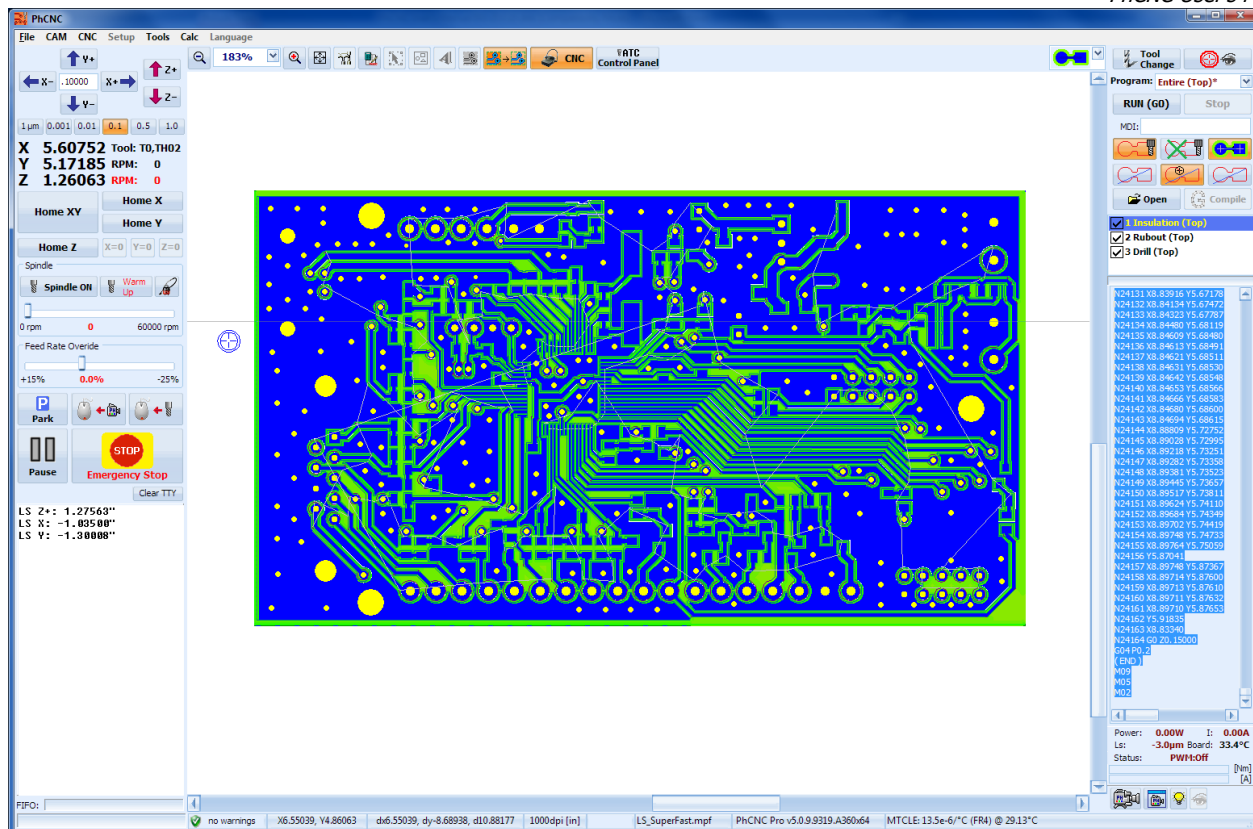 PhCNC
File CAM CNC Setup Tools Calc Language
Y+
X- .10000 X+
Y-
Z+
Z-
1µm 0.001 0.01 0.1 0.5 1.0
X 5.60752 Tool: T0,TH02
Y 5.17185 RPM: 0
Z 1.26063 RPM: 0
Home XY
Home X
Home Y
Home Z X=0 Y=0 Z=0
Spindle
Spindle ON Warm Up
0 rpm 0 60000 rpm
Feed Rate Overide
+15% 0.0% -25%
P
Park
Pause
STOP
Emergency Stop
Clear TTY
LS Z+: 1.27563"
LS X: -1.03500"
LS Y: -1.30008"
FIFO:
183%
CNC
ATC
Control Panel
Tool
Change
Program: Entire (Top)*
RUN (G0) Stop
MDI:
Open Compile
1 Insulation (Top)
2 Rubout (Top)
3 Drill (Top)
N24131 X8.83916 Y5.67178
N24132 X8.84134 Y5.67472
N24133 X8.84323 Y5.67787
N24134 X8.84480 Y5.68119
N24135 X8.84609 Y5.68480
N24136 X8.84613 Y5.68491
N24137 X8.84621 Y5.68511
N24138 X8.84631 Y5.68530
N24139 X8.84642 Y5.68548
N24140 X8.84653 Y5.68566
N24141 X8.84666 Y5.68583
N24142 X8.84680 Y5.68600
N24143 X8.84694 Y5.68615
N24144 X8.88809 Y5.72752
N24145 X8.89028 Y5.72995
N24146 X8.89218 Y5.73251
N24147 X8.89282 Y5.73358
N24148 X8.89381 Y5.73523
N24149 X8.89445 Y5.73657
N24150 X8.89517 Y5.73811
N24151 X8.89624 Y5.74110
N24152 X8.89684 Y5.74349
N24153 X8.89702 Y5.74419
N24154 X8.89748 Y5.74733
N24155 X8.89764 Y5.75059
N24156 Y5.87041
N24157 X8.89748 Y5.87367
N24158 X8.89714 Y5.87600
N24159 X8.89713 Y5.87610
N24160 X8.89711 Y5.87632
N24161 X8.89710 Y5.87653
N24162 Y5.91835
N24163 X8.83340
N24164 G0 Z0.15000
G04 P0.2
( END )
M09
M05
M02
Power: 0.00W I: 0.00A
Ls: -3.0µm Board: 33.4°C
Status: PWM:Off
[Nm]
[A]
no warnings X6.55039, Y4.86063 dx6.55039, dy-8.68938, d10.88177 1000dpi [in] LS_SuperFast.mpf PhCNC Pro v5.0.9.9319.A360x64 MTCLE: 13.5e-6/°C (FR4) @ 29.13°C